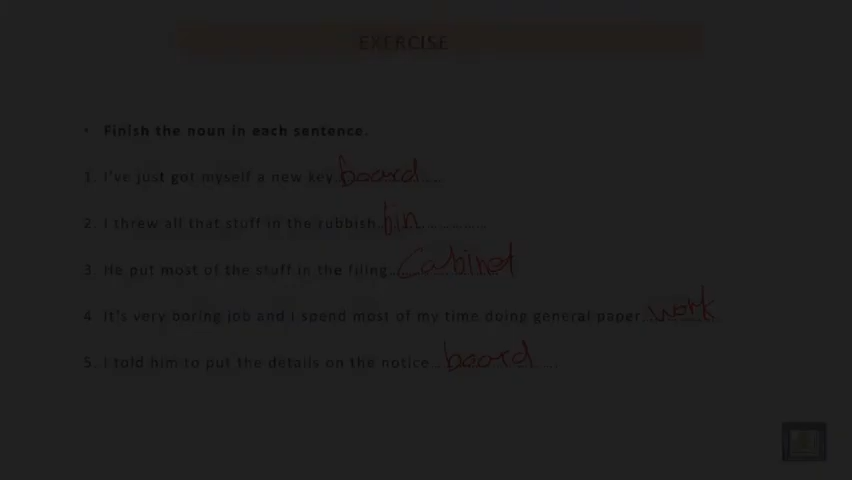 EXERCISE
• Finish the noun in each sentence.
1. I've just got myself a new key board....
2. I threw all that stuff in the rubbish. bin..............
3. He put most of the stuff in the filing.. Cabinet
4. It's very boring job and I spend most of my time doing general paper.. work
5. I told him to put the details on the notice.. board....